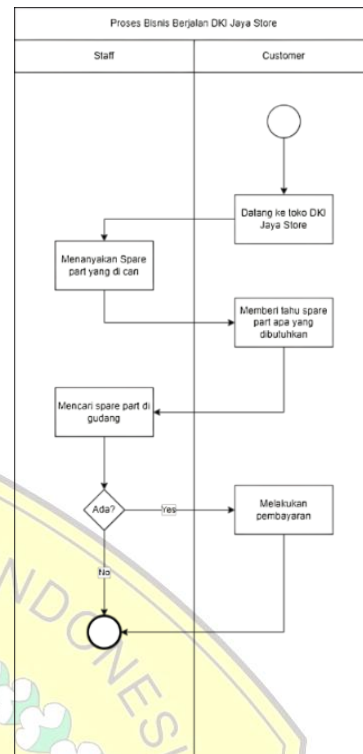 Proses Bisnis Berjalan DKI Jaya Store
Staff
Customer
Datang ke toko DKI
Jaya Store
Menanyakan Spare
part yang di cari
Memberi tahu spare
part apa yang
dibutuhkan
Mencari spare part di
gudang
Ada?
Yes
Melakukan
pembayaran
No
NDONESIA